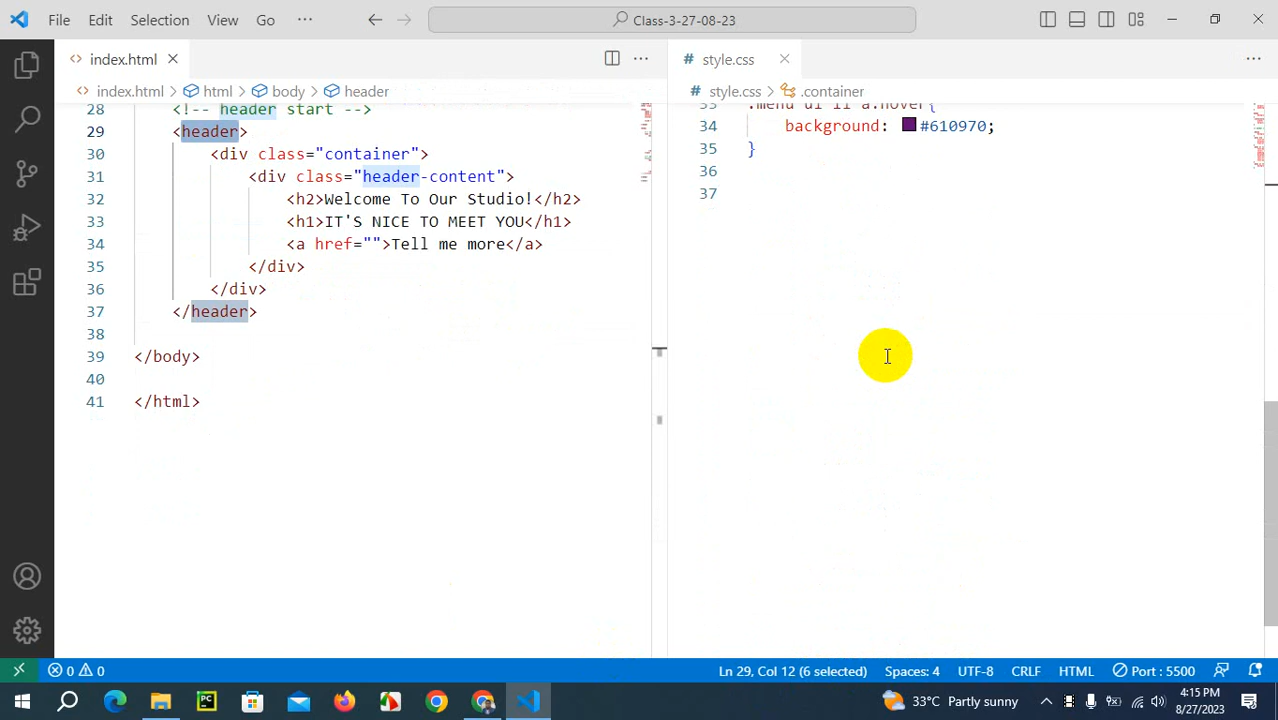 File Edit Selection View Go ··· Class-3-27-08-23
index.html
style.css
index.html > html > body > header
style.css > .container
28 <!-- header start -->
29 <header>
30 <div class="container">
31 <div class="header-content">
32 <h2>Welcome To Our Studio!</h2>
33 <h1>IT'S NICE TO MEET YOU</h1>
34 <a href="">Tell me more</a>
35 </div>
36 </div>
37 </header>
38
39 </body>
40
41 </html>
33 .menu ul li a:hover{
34 background: #610970;
35 }
36
37
0 0 Ln 29, Col 12 (6 selected) Spaces: 4 UTF-8 CRLF HTML Port : 5500
PC
33°C Partly sunny
4:15 PM
8/27/2023